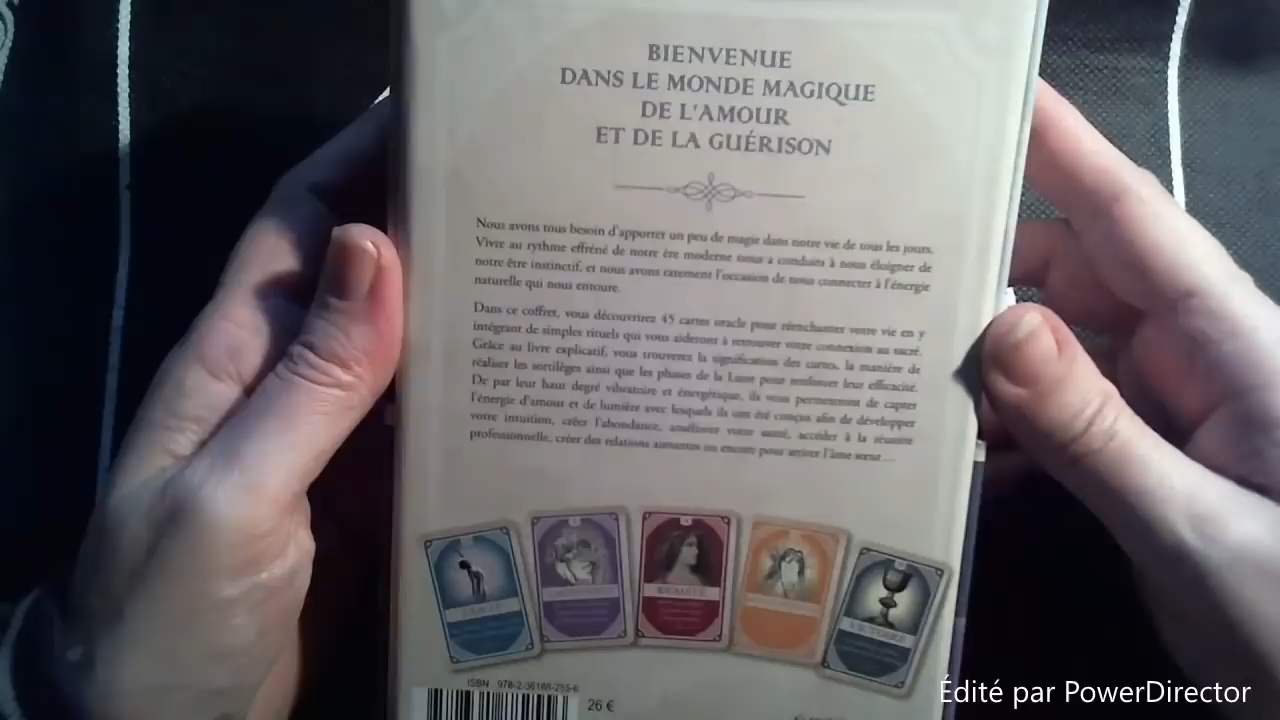 BIENVENUE
DANS LE MONDE MAGIQUE
DE L'AMOUR
ET DE LA GUÉRISON
Nous avons tous besoin d'apporter un peu de magie dans notre vie de tous les jours.
Vivre au rythme effréné de notre ère moderne nous a conduits à nous éloigner de
notre être instinctif, et nous avons rarement l'occasion de nous connecter à l'énergie
naturelle qui nous entoure.
Dans ce coffret, vous découvrirez 45 cartes oracle pour réenchanter votre vie en y
intégrant de simples rituels qui vous aideront à retrouver votre connexion au sacré.
Grâce au livre explicatif, vous trouverez la signification des cartes, la manière de
réaliser les sortilèges ainsi que les phases de la Lune pour renforcer leur efficacité.
De par leur haut degré vibratoire et énergétique, ils vous permettront de capter
l'énergie d'amour et de lumière avec lesquels ils ont été conçus afin de développer
votre intuition, créer l'abondance, améliorer votre santé, accéder à la réussite
professionnelle, créer des relations aimantes ou encore pour attirer l'âme sœur...
SANTÉ
BEAUTÉ
VICTOIRE
ISBN 978-2-36188-255-6
26 €
Édité par PowerDirector